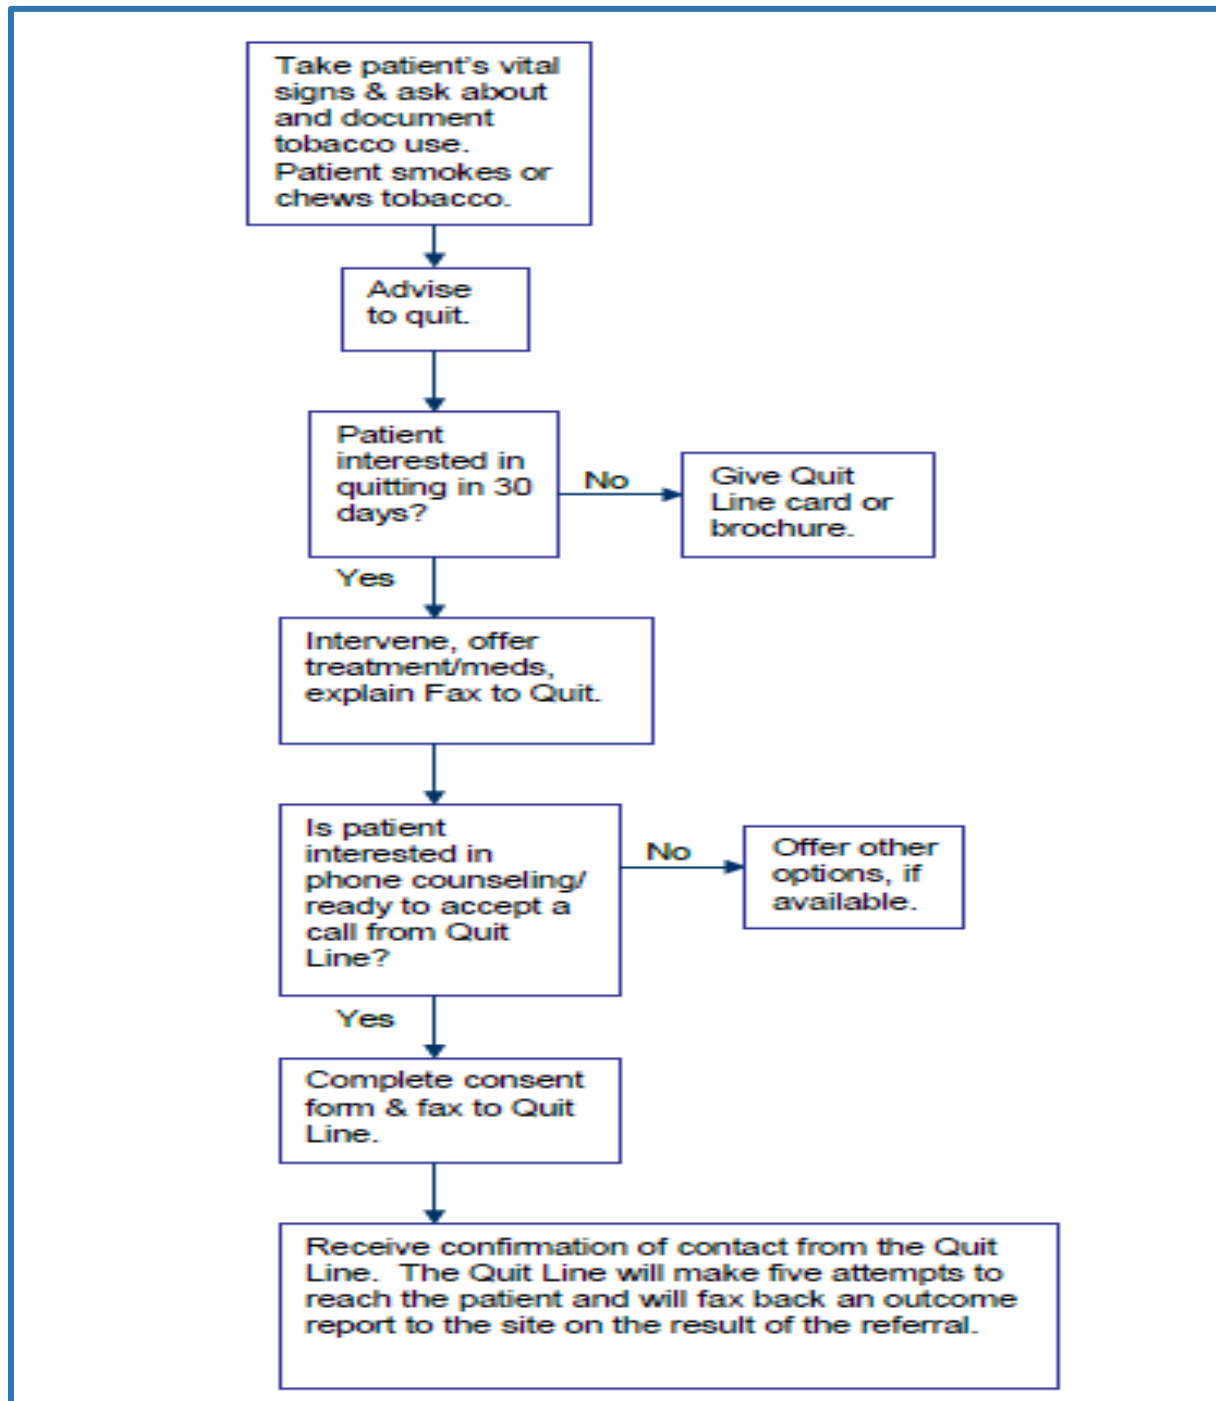 Take patient's vital
signs & ask about
and document
tobacco use.
Patient smokes or
chews tobacco.
Advise
to quit.
Patient
interested in
quitting in 30
days?
No
Give Quit
Line card or
brochure.
Yes
Intervene, offer
treatment/meds,
explain Fax to Quit.
Is patient
interested in
phone counseling/
ready to accept a
call from Quit
Line?
No
Offer other
options, if
available.
Yes
Complete consent
form & fax to Quit
Line.
Receive confirmation of contact from the Quit
Line.  The Quit Line will make five attempts to
reach the patient and will fax back an outcome
report to the site on the result of the referral.